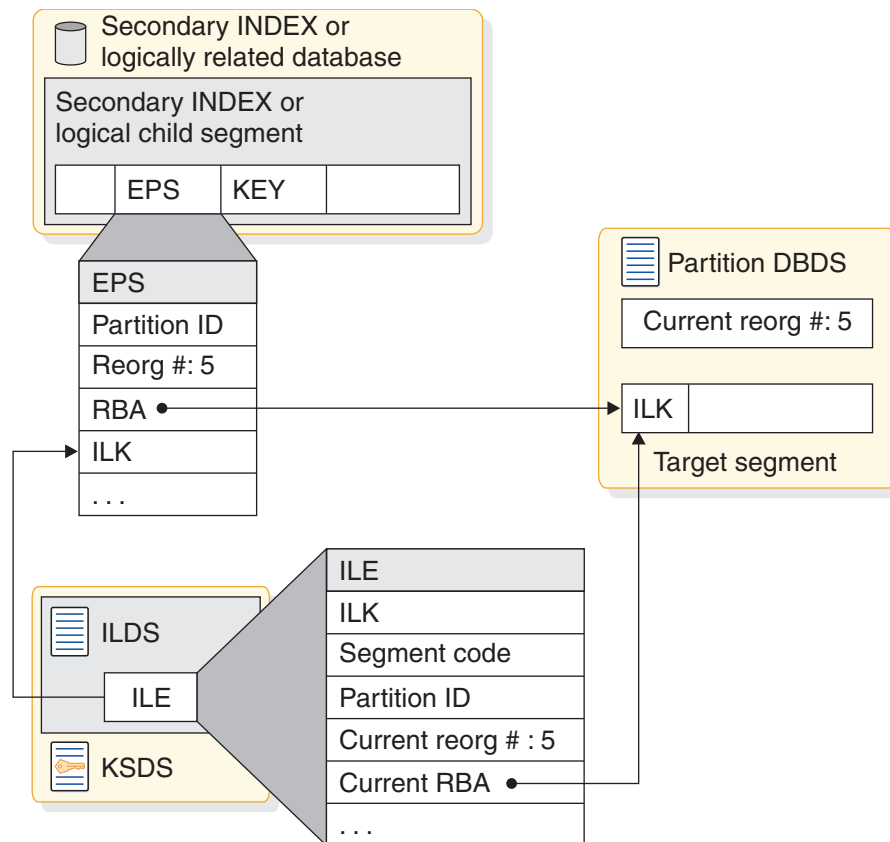 Secondary INDEX or
logically related database
Secondary INDEX or
logical child segment
EPS KEY
EPS
Partition ID
Reorg #: 5
RBA
ILK
. . .
Partition DBDS
Current reorg #: 5
ILK
Target segment
ILDS
ILE
KSDS
ILE
ILK
Segment code
Partition ID
Current reorg # : 5
Current RBA
. . .